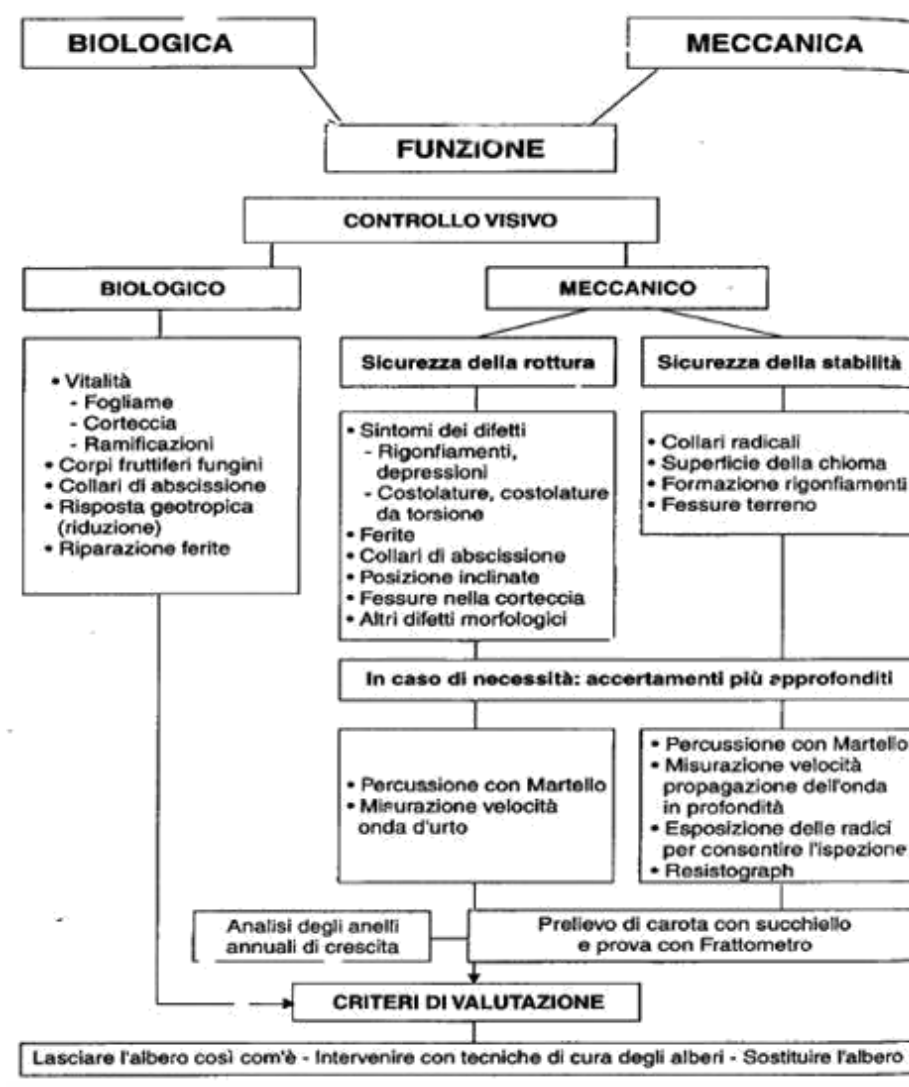 BIOLOGICA
MECCANICA
FUNZIONE
CONTROLLO VISIVO
BIOLOGICO
MECCANICO
• Vitalità
- Fogliame
- Corteccia
- Ramificazioni
• Corpi fruttiferi fungini
• Collari di abscissione
• Risposta geotropica
(riduzione)
• Riparazione ferite
Sicurezza della rottura
• Sintomi dei difetti
- Rigonfiamenti,
depressioni
- Costolature, costolature
da torsione
• Ferite
• Collari di abscissione
• Posizione inclinate
• Fessure nella corteccia
• Altri difetti morfologici
Sicurezza della stabilità
• Collari radicali
• Superficie della chioma
• Formazione rigonfiamenti
• Fessure terreno
In caso di necessità: accertamenti più approfonditi
• Percussione con Martello
• Misurazione velocità
onda d'urto
• Percussione con Martello
• Misurazione velocità
propagazione dell'onda
in profondità
• Esposizione delle radici
per consentire l'ispezione
• Resistograph
Analisi degli anelli
annuali di crescita
Prelievo di carota con succhiello
e prova con Frattometro
CRITERI DI VALUTAZIONE
Lasciare l'albero così com'è - Intervenire con tecniche di cura degli alberi - Sostituire l'albero